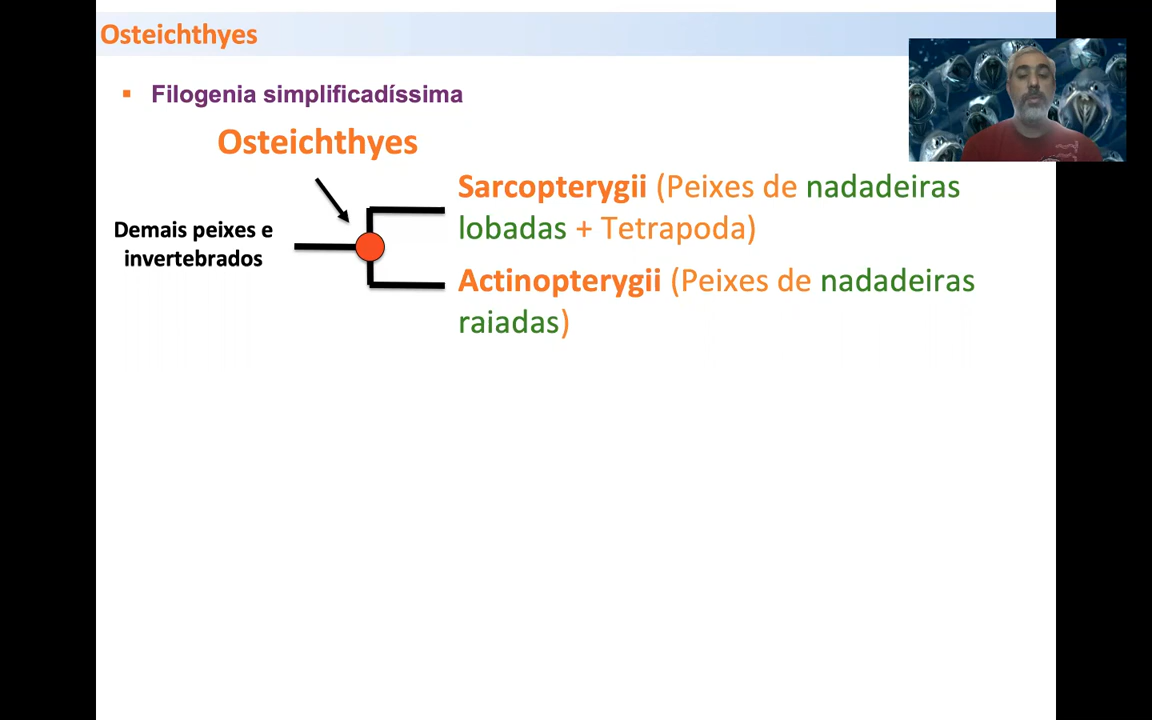 Osteichthyes
Filogenia simplificadíssima
Osteichthyes
Sarcopterygii (Peixes de nadadeiras
lobadas + Tetrapoda)
Demais peixes e
invertebrados
Actinopterygii (Peixes de nadadeiras
raiadas)